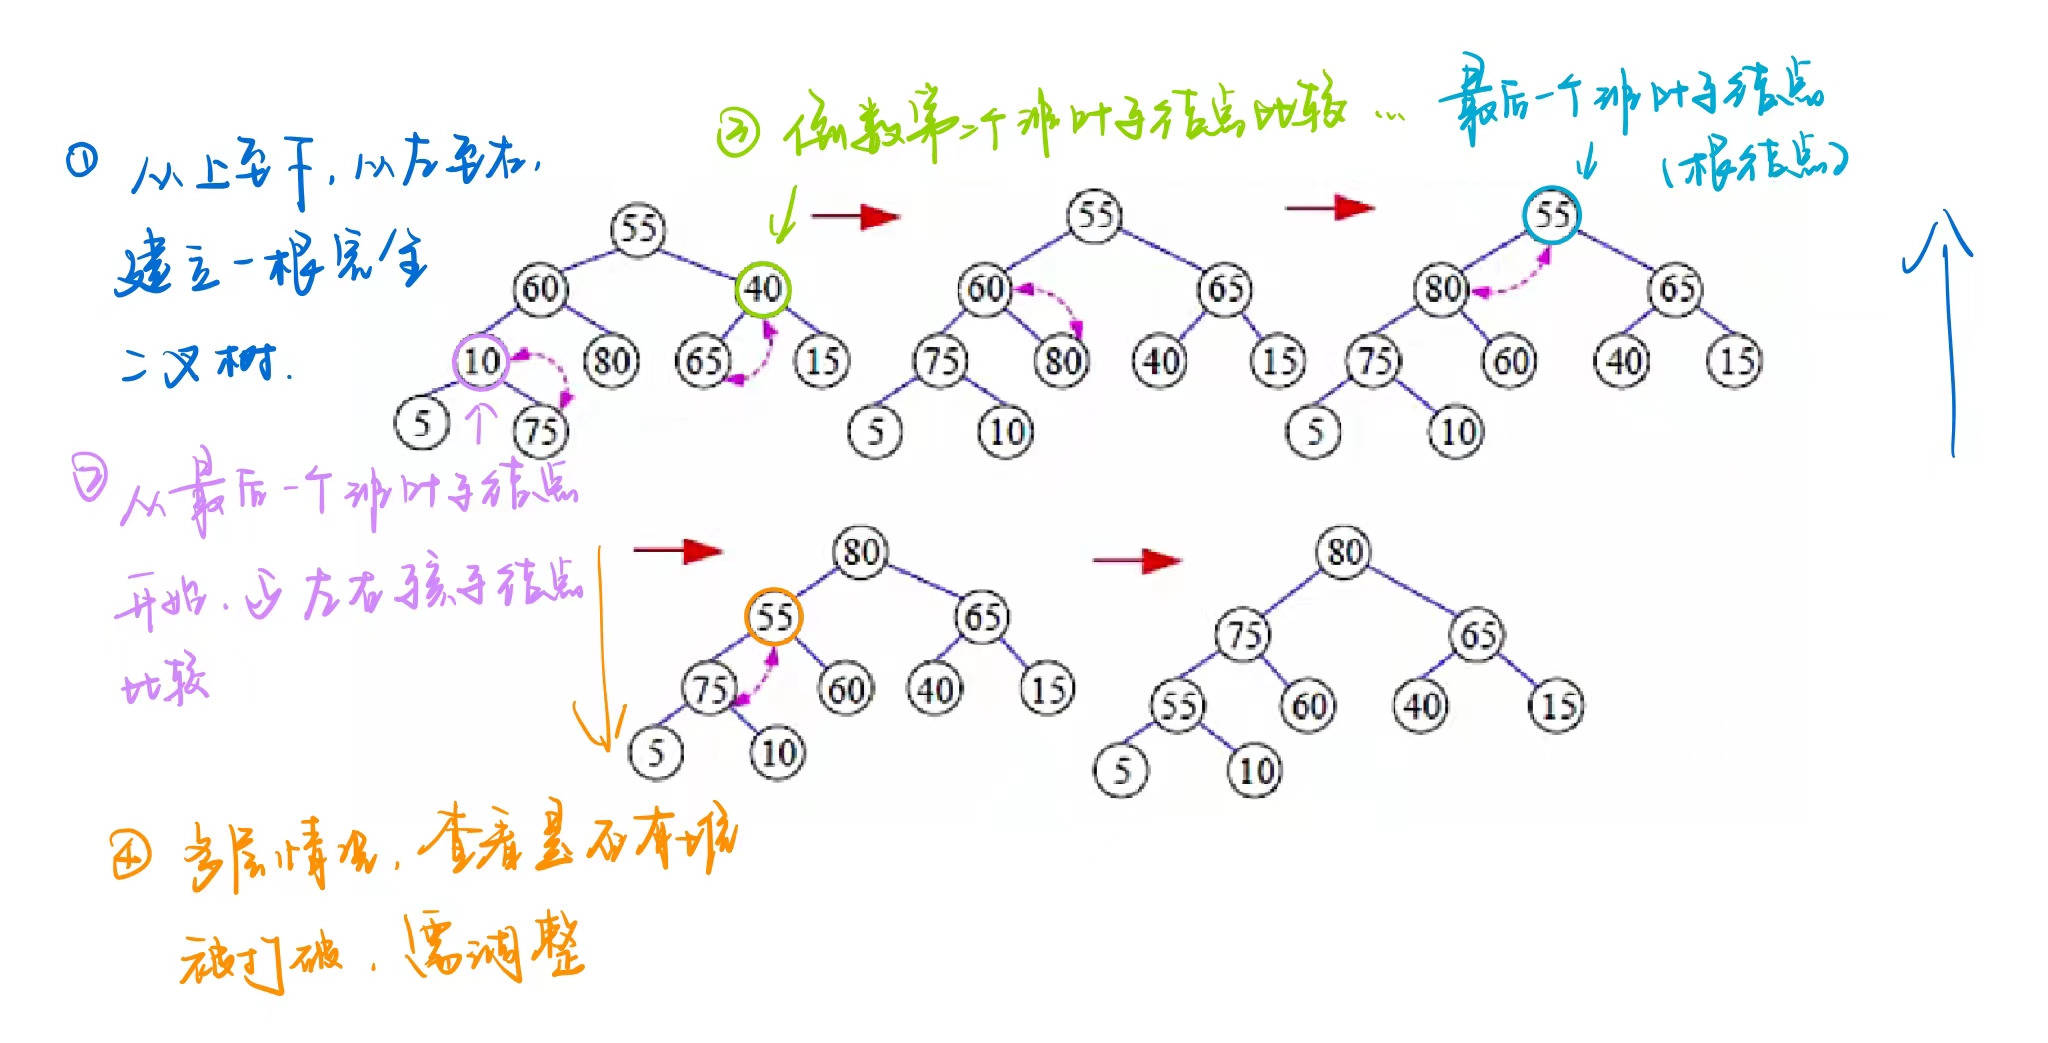 ① 从上至下，从左至右，
建立一根完全
二叉树．
② 从最后一个非叶子结点
开始．与左右孩子结点
比较
③ 倒数第二个非叶子结点比较 …
最后一个非叶子结点
（根结点）
55
60 40
10 80 65 15
5 75
55
60 65
75 80 40 15
5 10
55
80 65
75 60 40 15
5 10
80
55 65
75 60 40 15
5 10
80
75 65
55 60 40 15
5 10
④ 多层情况，查看是否有堆
被打破，需调整